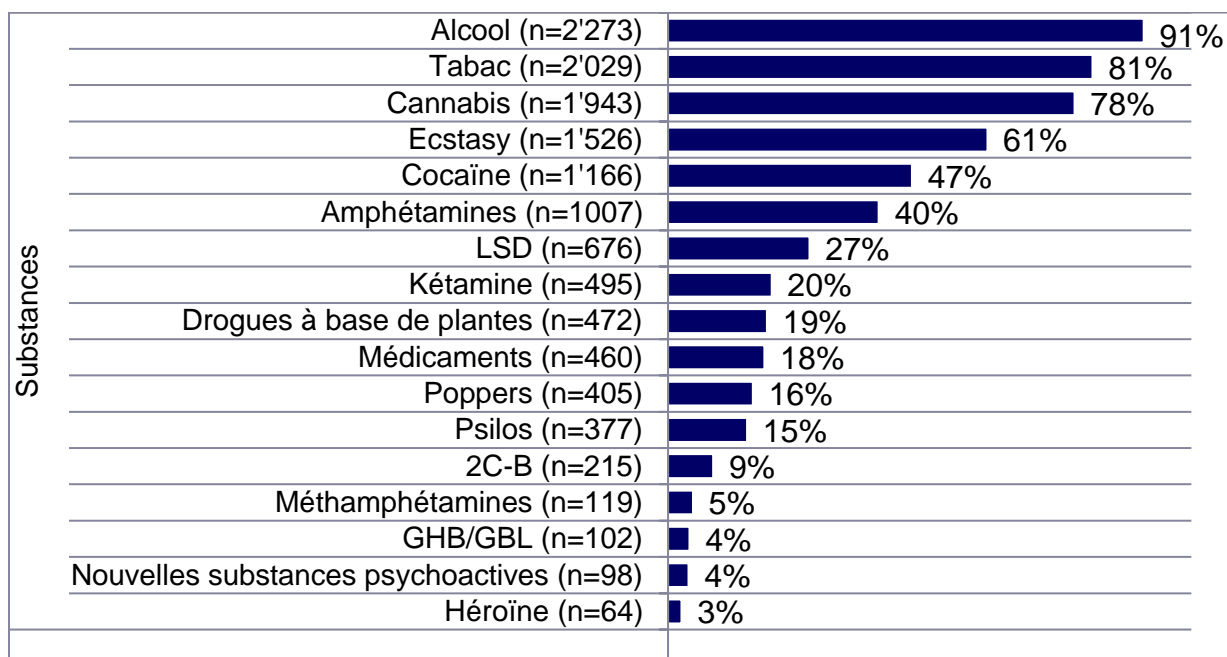 Substances
Alcool (n=2'273) 91%
Tabac (n=2'029) 81%
Cannabis (n=1'943) 78%
Ecstasy (n=1'526) 61%
Cocaïne (n=1'166) 47%
Amphétamines (n=1007) 40%
LSD (n=676) 27%
Kétamine (n=495) 20%
Drogues à base de plantes (n=472) 19%
Médicaments (n=460) 18%
Poppers (n=405) 16%
Psilos (n=377) 15%
2C-B (n=215) 9%
Méthamphétamines (n=119) 5%
GHB/GBL (n=102) 4%
Nouvelles substances psychoactives (n=98) 4%
Héroïne (n=64) 3%